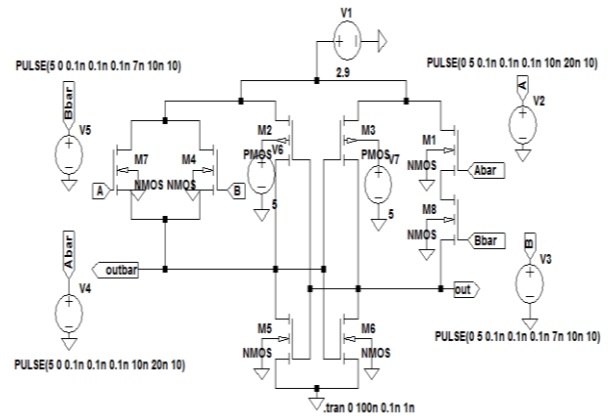 V1
2.9
PULSE(5 0 0.1n 0.1n 0.1n 7n 10n 10)
Bbar
V5
PULSE(0 5 0.1n 0.1n 0.1n 10n 20n 10)
A
V2
M7
NMOS
M4
NMOS
A
B
M2
PMOS
V6
5
M3
PMOS
V7
5
M1
NMOS
Abar
M8
NMOS
Bbar
Abar
V4
outbar
out
B
V3
M5
NMOS
M6
NMOS
PULSE(5 0 0.1n 0.1n 0.1n 10n 20n 10)
PULSE(0 5 0.1n 0.1n 0.1n 7n 10n 10)
.tran 0 100n 0.1n 1n